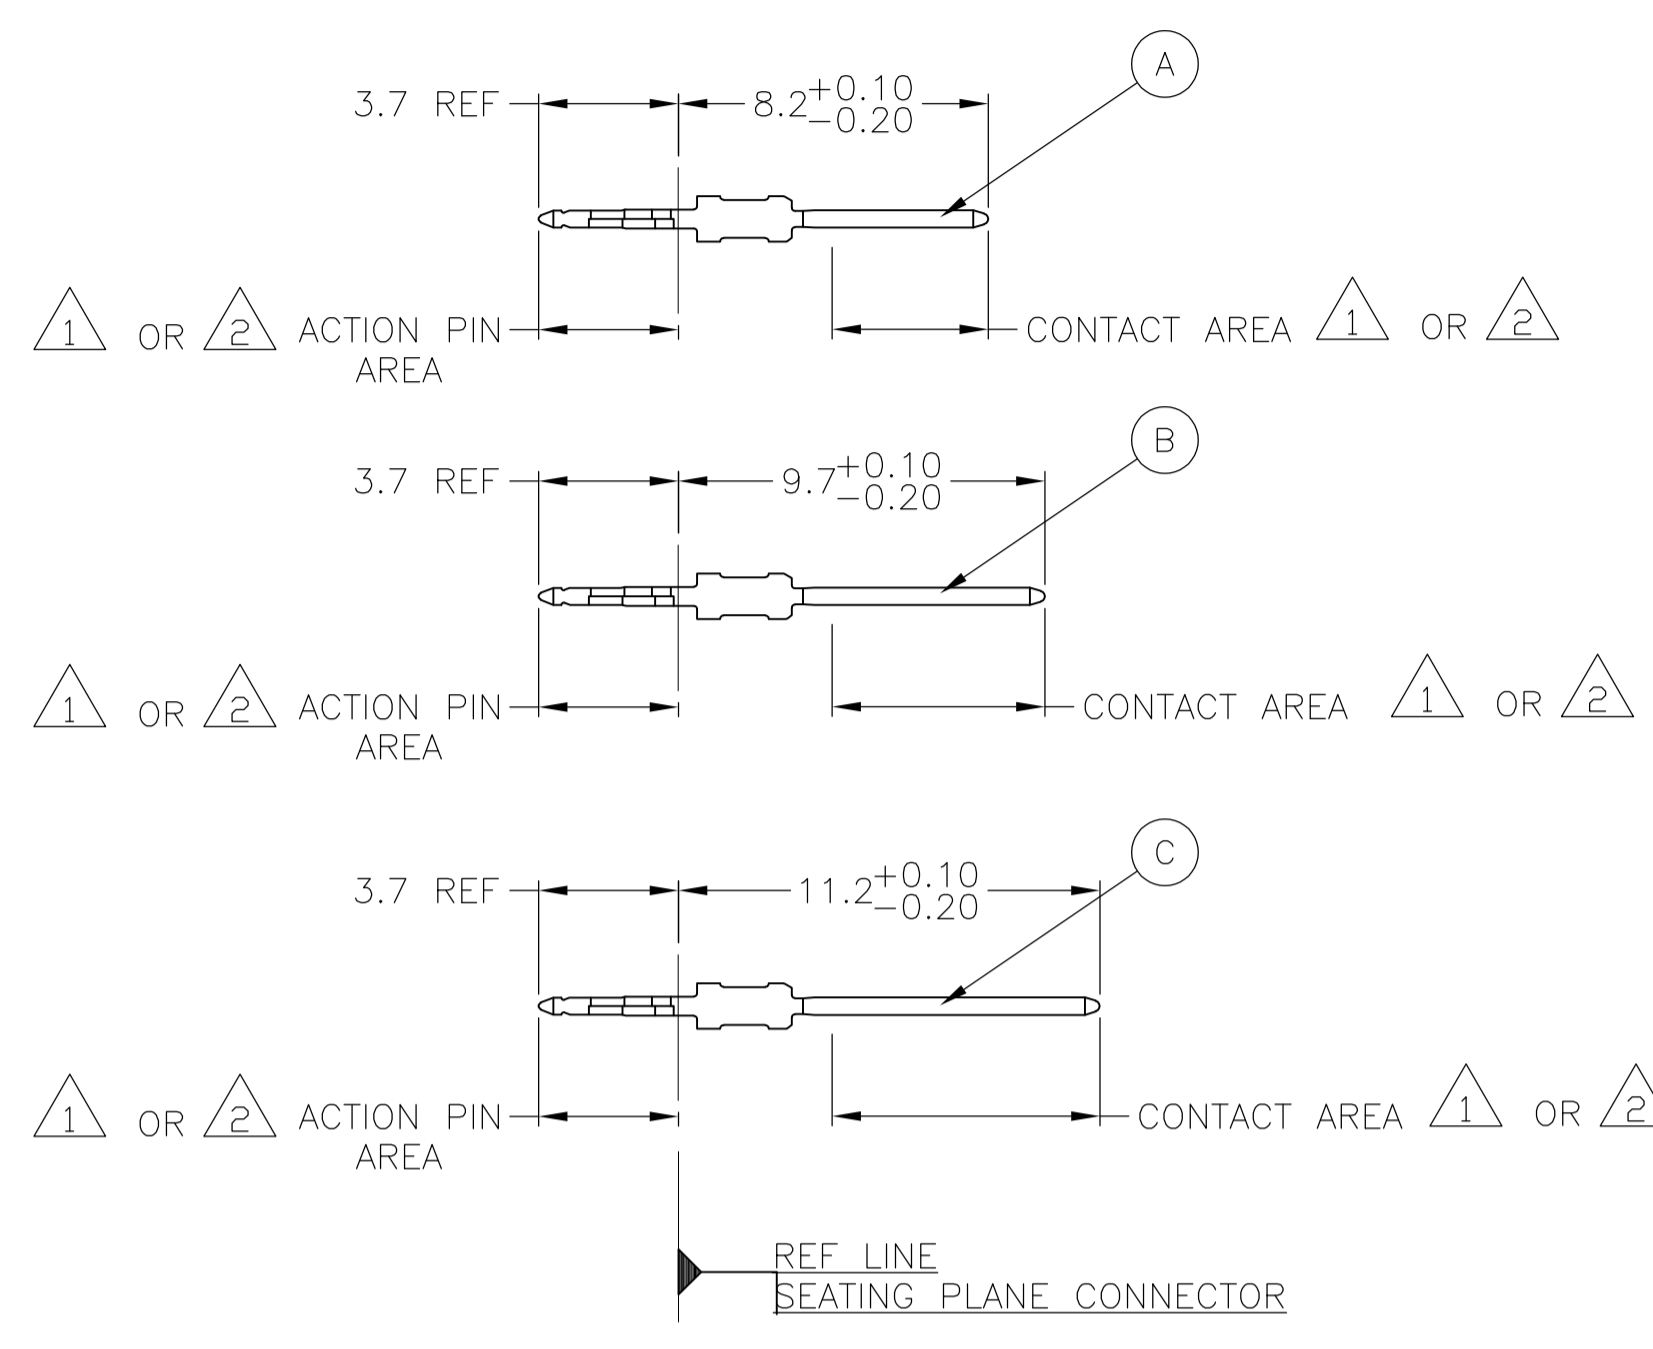 A
3.7 REF 8.2 +0.10 -0.20
1 OR 2 ACTION PIN AREA
CONTACT AREA 1 OR 2
B
3.7 REF 9.7 +0.10 -0.20
1 OR 2 ACTION PIN AREA
CONTACT AREA 1 OR 2
C
3.7 REF 11.2 +0.10 -0.20
1 OR 2 ACTION PIN AREA
CONTACT AREA 1 OR 2
REF LINE
SEATING PLANE CONNECTOR